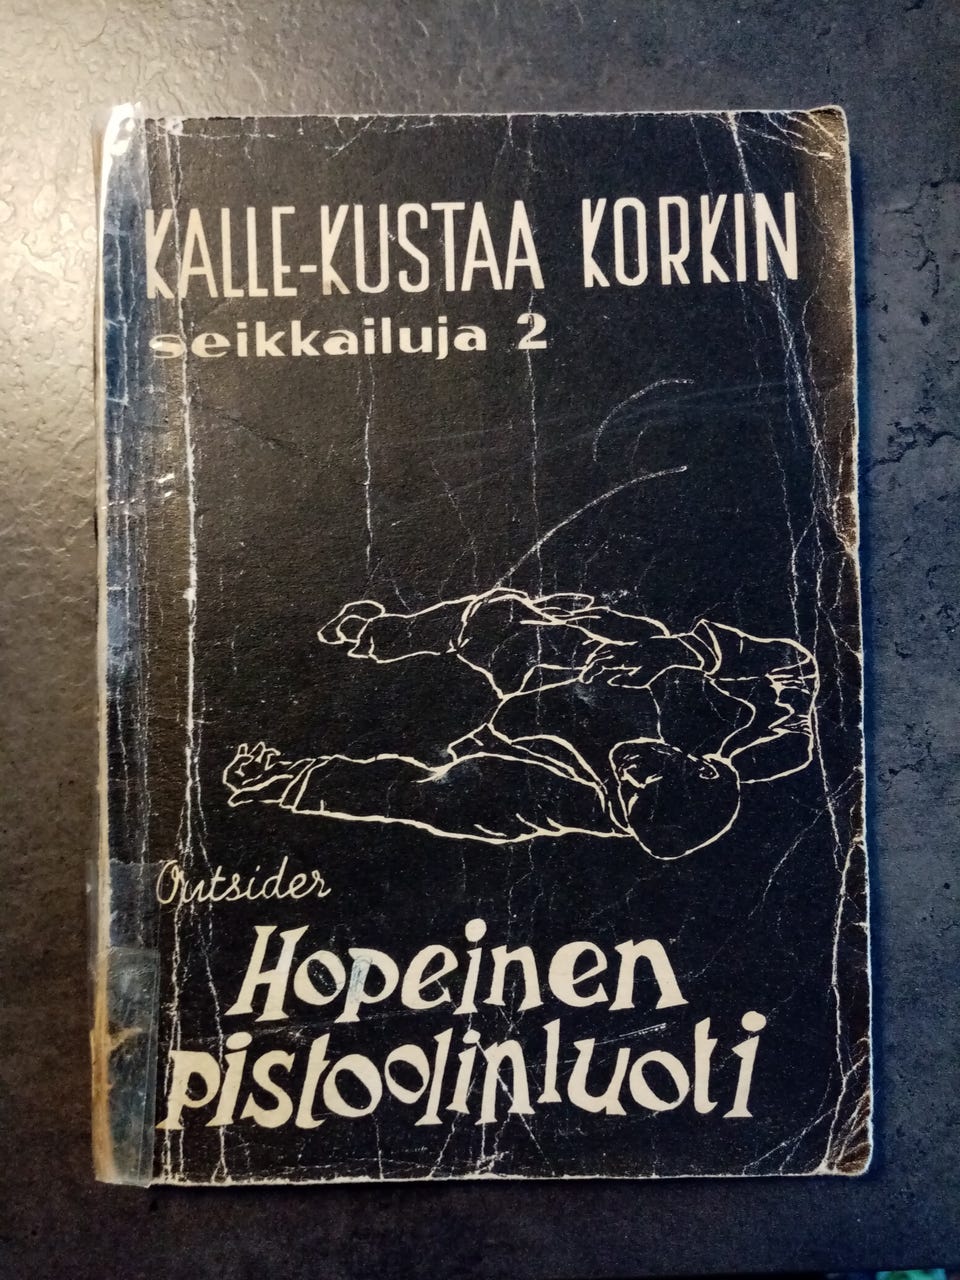 KALLE-KUSTAA KORKIN
seikkailuja 2
Outsider
Hopeinen
pistoolinluoti